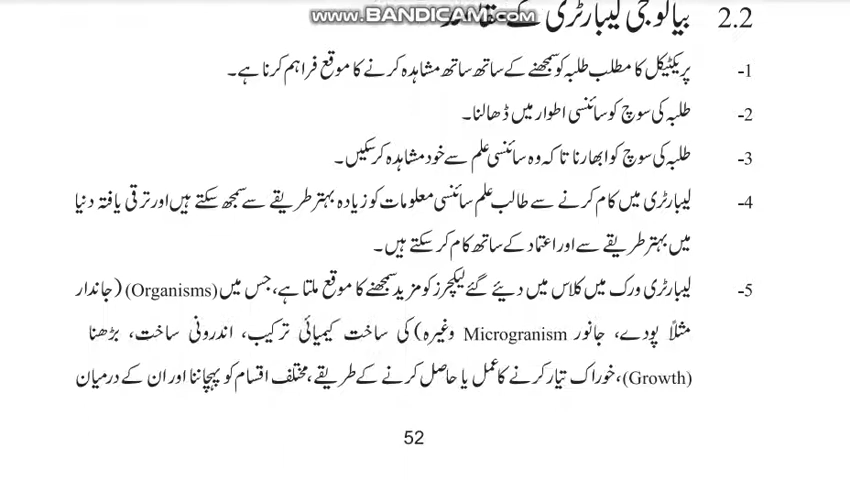 www.BANDICAM.com
2.2 بیالوجی لیبارٹری کے
-1 پریکٹیکل کا مطلب طلبہ کو سمجھنے کے ساتھ ساتھ مشاہدہ کرنے کا موقع فراہم کرنا ہے۔
-2 طلبہ کی سوچ کو سائنسی اطوار میں ڈھالنا۔
-3 طلبہ کی سوچ کو ابھارنا تا کہ وہ سائنسی علم سے خود مشاہدہ کر سکیں۔
-4 لیبارٹری میں کام کرنے سے طالب علم سائنسی معلومات کو زیادہ بہتر طریقے سے سمجھ سکتے ہیں اور ترقی یافتہ دنیا
میں بہتر طریقے سے اور اعتماد کے ساتھ کام کر سکتے ہیں۔
-5 لیبارٹری ورک میں کلاس میں دیئے گئے لیکچرز کو مزید سمجھنے کا موقع ملتا ہے، جس میں (Organisms) (جاندار
مثلاً پودے، جانور Microgranism وغیرہ) کی ساخت کیمیائی ترکیب، اندرونی ساخت، بڑھنا
(Growth)، خوراک تیار کرنے کا عمل یا حاصل کرنے کے طریقے، مختلف اقسام کو پہچاننا اور ان کے درمیان
52